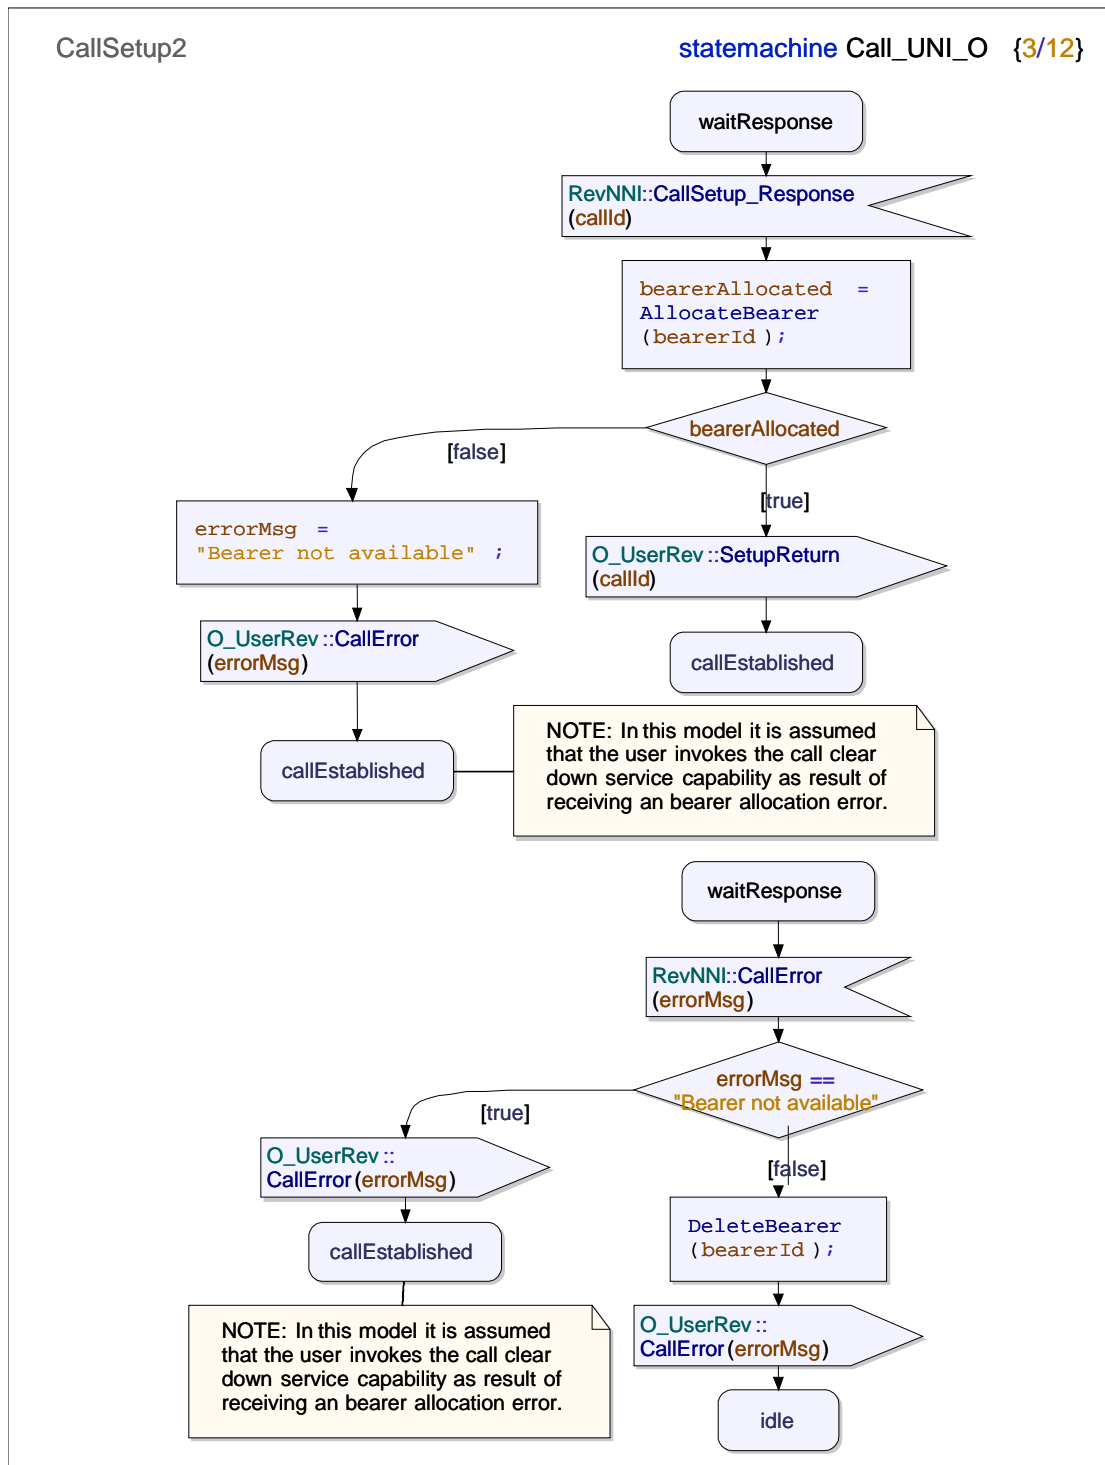 CallSetup2
statemachine Call_UNI_O {3/12}
waitResponse
RevNNI::CallSetup_Response
(callId)
bearerAllocated =
AllocateBearer
(bearerId );
bearerAllocated
[false]
[true]
errorMsg =
"Bearer not available" ;
O_UserRev ::SetupReturn
(callId)
O_UserRev ::CallError
(errorMsg)
callEstablished
callEstablished
NOTE: In this model it is assumed
that the user invokes the call clear
down service capability as result of
receiving an bearer allocation error.
waitResponse
RevNNI::CallError
(errorMsg)
errorMsg ==
"Bearer not available"
[true]
[false]
O_UserRev ::
CallError(errorMsg)
callEstablished
DeleteBearer
(bearerId );
NOTE: In this model it is assumed
that the user invokes the call clear
down service capability as result of
receiving an bearer allocation error.
O_UserRev ::
CallError(errorMsg)
idle